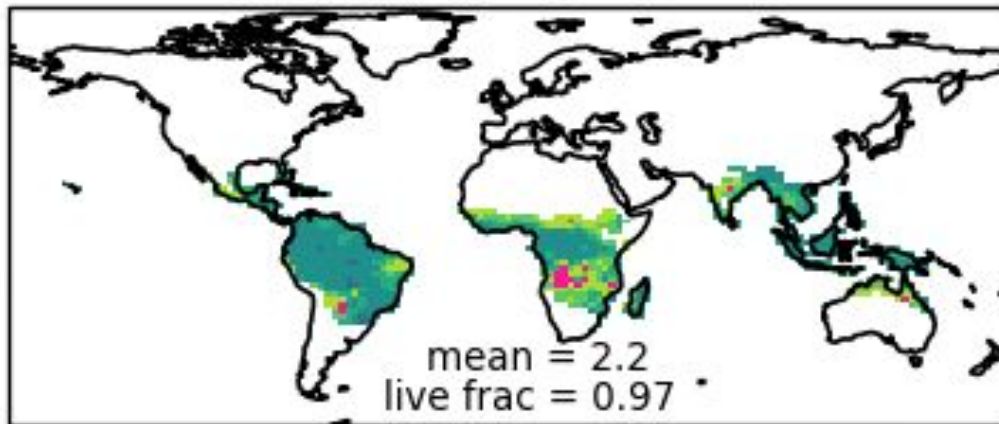 mean = 2.2
live frac = 0.97